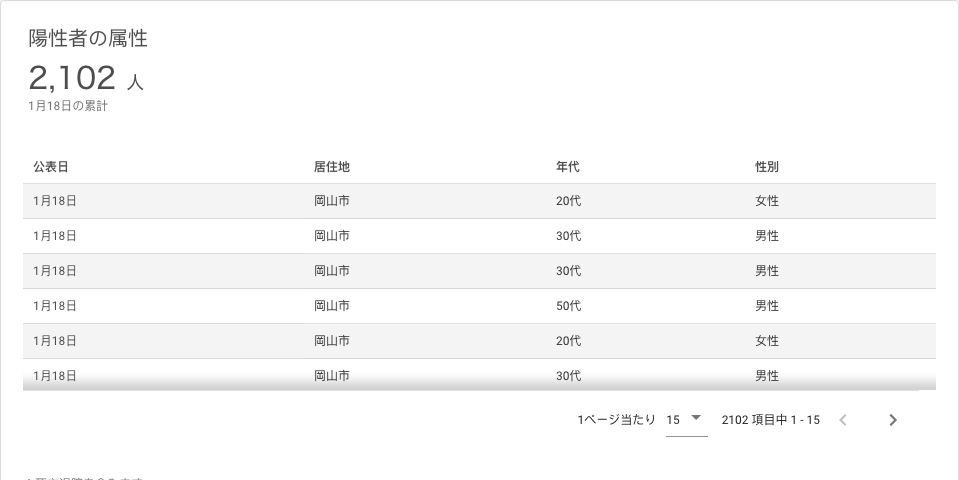 陽性者の属性
2,102 人
1月18日の累計
公表日 居住地 年代 性別
1月18日 岡山市 20代 女性
1月18日 岡山市 30代 男性
1月18日 岡山市 30代 男性
1月18日 岡山市 50代 男性
1月18日 岡山市 20代 女性
1月18日 岡山市 30代 男性
1ページ当たり 15 2102 項目中 1 - 15